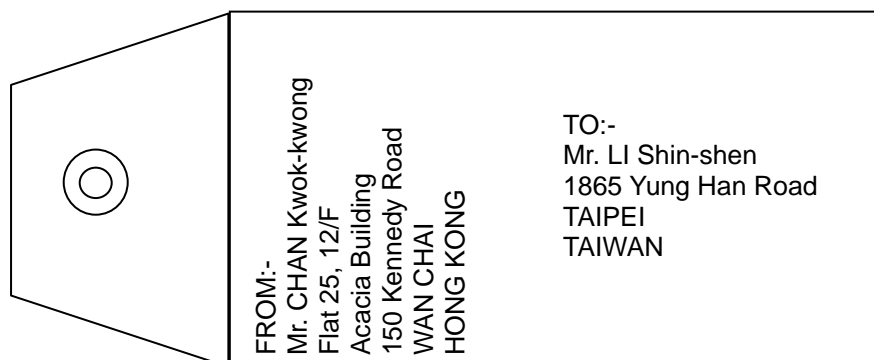 FROM:-
Mr. CHAN Kwok-kwong
Flat 25, 12/F
Acacia Building
150 Kennedy Road
WAN CHAI
HONG KONG
TO:-
Mr. LI Shin-shen
1865 Yung Han Road
TAIPEI
TAIWAN